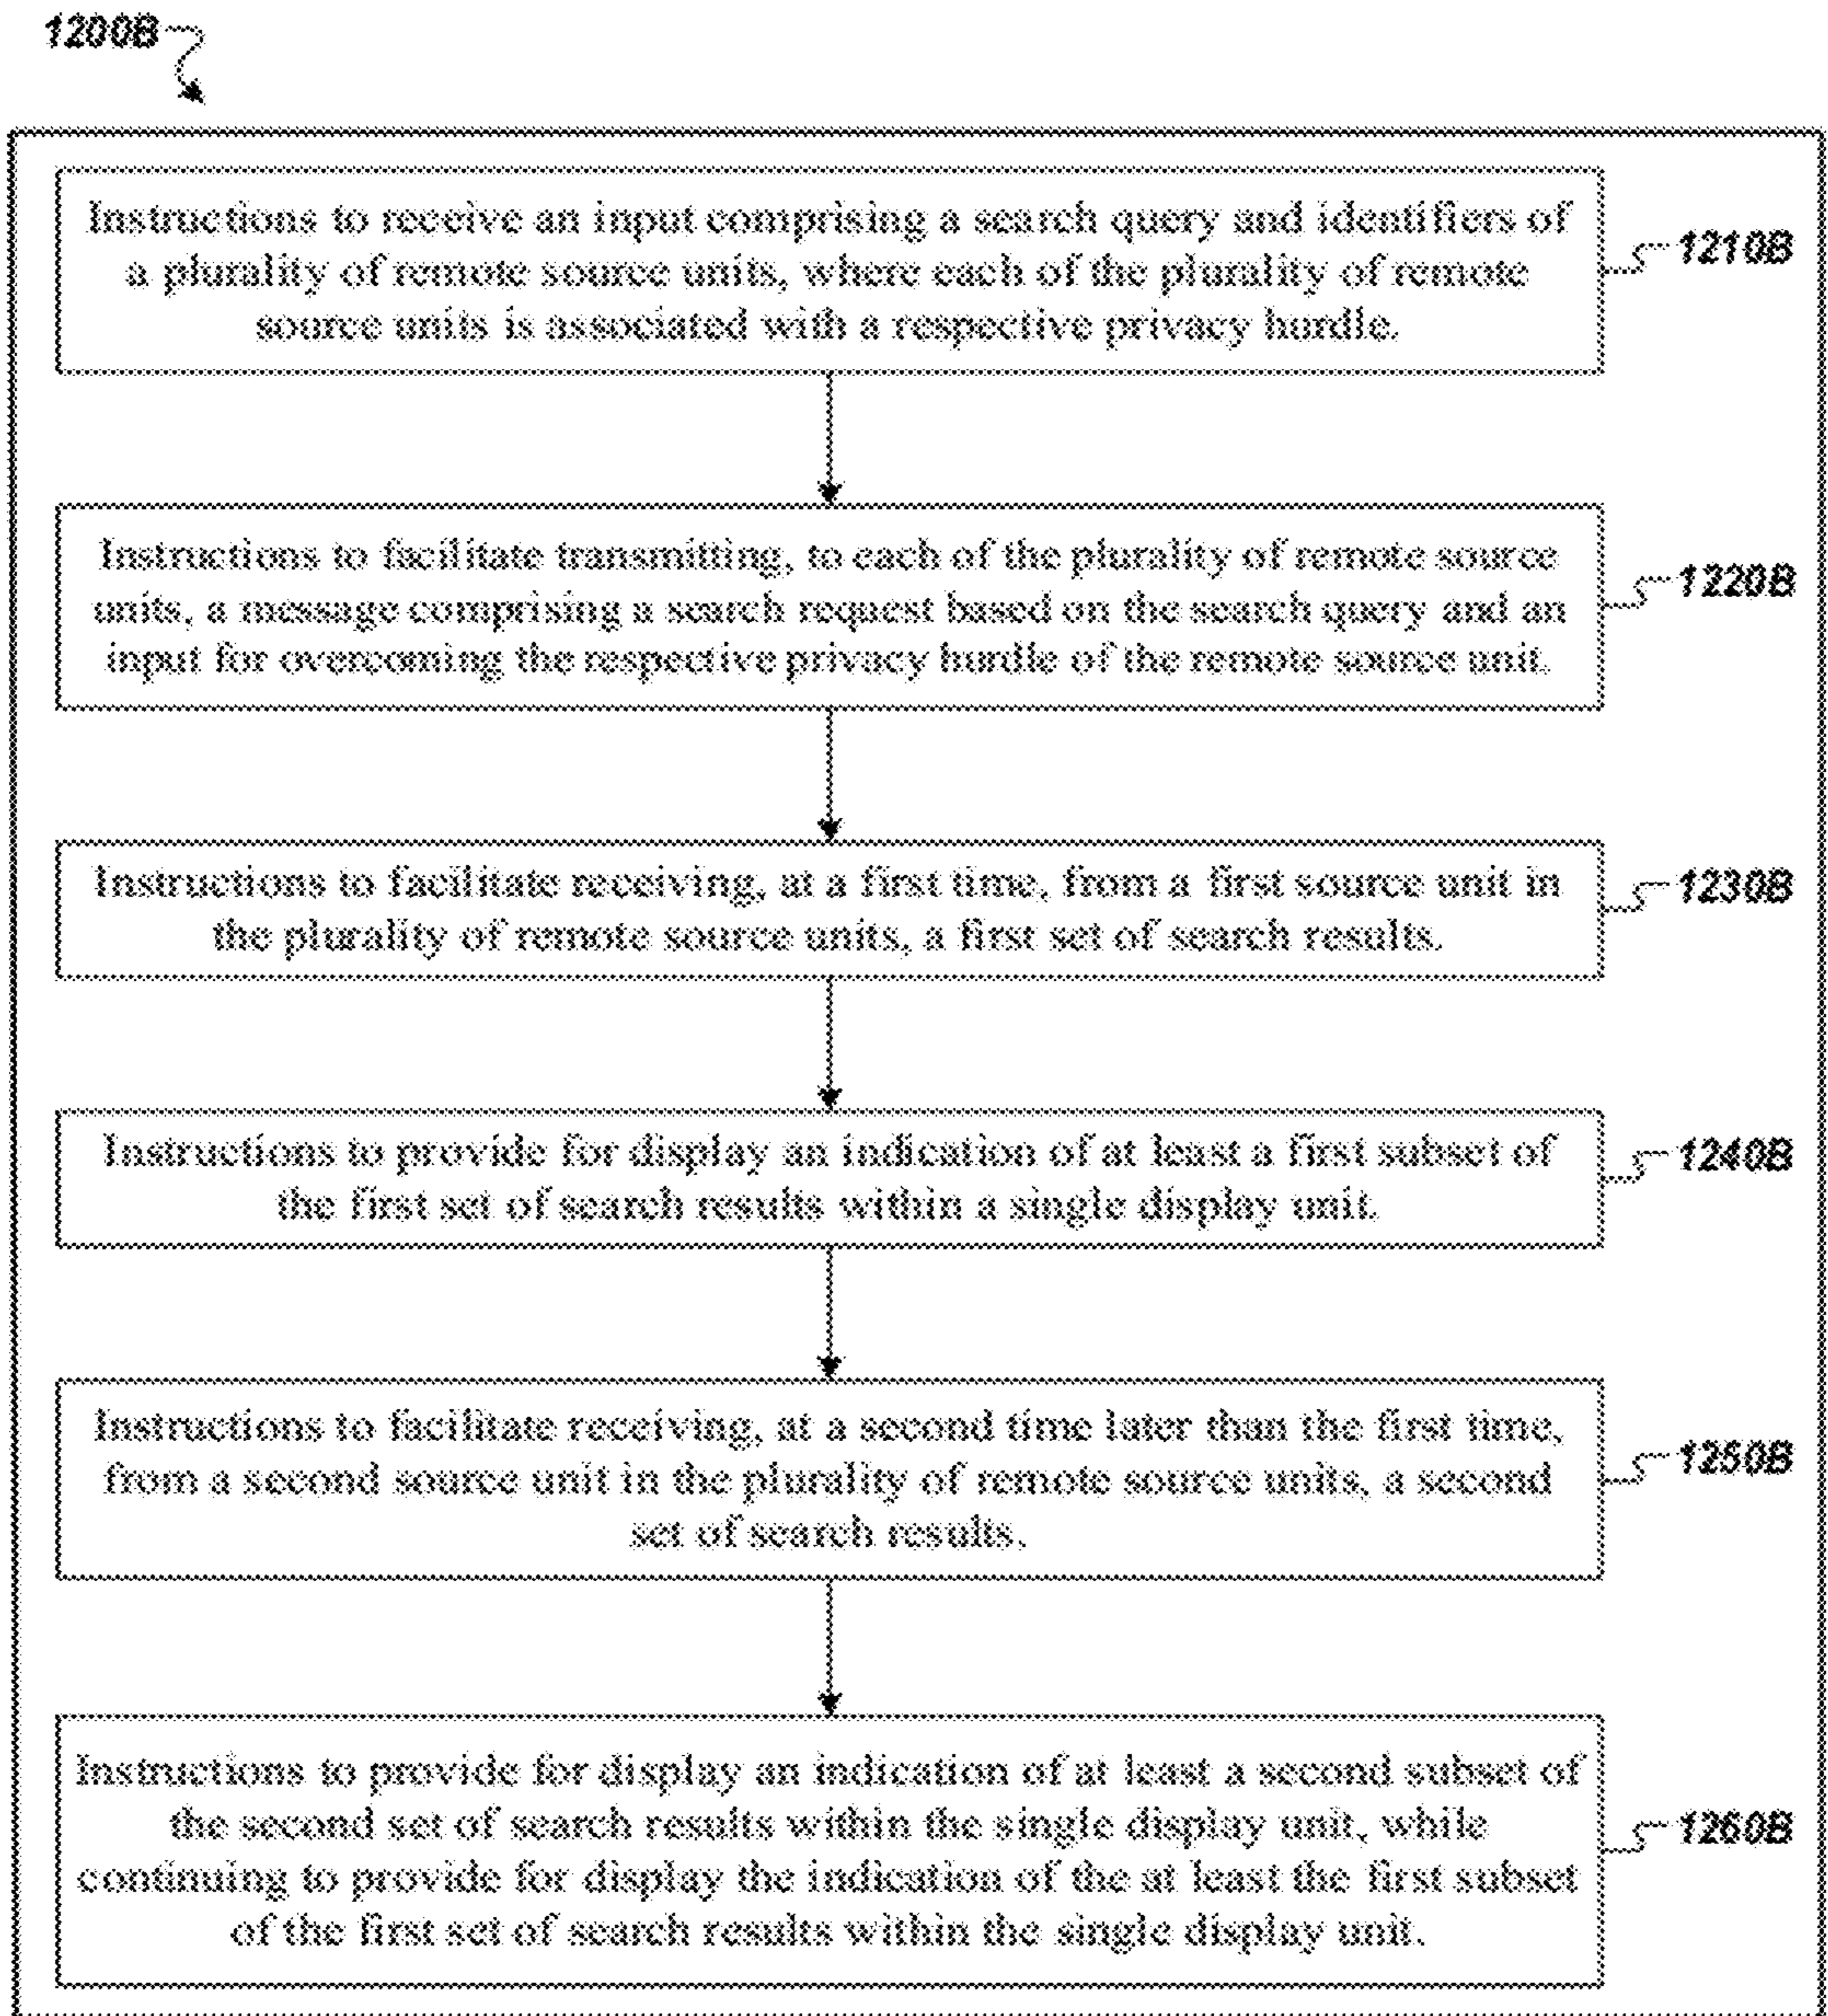 1200B
Instructions to receive an input comprising a search query and identifiers of
a plurality of remote source units, where each of the plurality of remote
source units is associated with a respective privacy hurdle.
1210B
Instructions to facilitate transmitting, to each of the plurality of remote source
units, a message comprising a search request based on the search query and an
input for overcoming the respective privacy hurdle of the remote source unit.
1220B
Instructions to facilitate receiving, at a first time, from a first source unit in
the plurality of remote source units, a first set of search results.
1230B
Instructions to provide for display an indication of at least a first subset of
the first set of search results within a single display unit.
1240B
Instructions to facilitate receiving, at a second time later than the first time,
from a second source unit in the plurality of remote source units, a second
set of search results.
1250B
Instructions to provide for display an indication of at least a second subset of
the second set of search results within the single display unit, while
continuing to provide for display the indication of the at least the first subset
of the first set of search results within the single display unit.
1260B